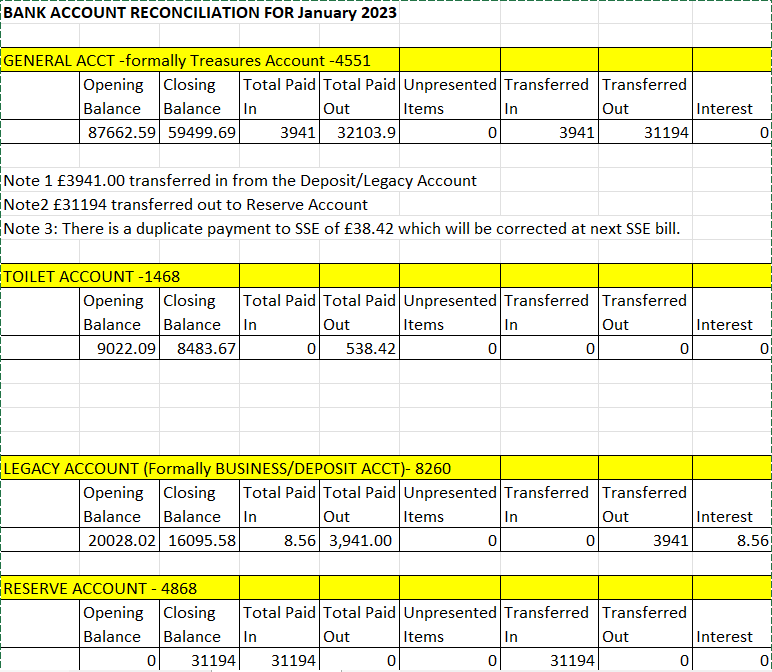 BANK ACCOUNT RECONCILIATION FOR January 2023
GENERAL ACCT -formally Treasures Account -4551
Opening Closing Total Paid Total Paid Unpresented Transferred Transferred
Balance Balance In Out Items In Out Interest
87662.59 59499.69 3941 32103.9 0 3941 31194 0
Note 1 £3941.00 transferred in from the Deposit/Legacy Account
Note2 £31194 transferred out to Reserve Account
Note 3: There is a duplicate payment to SSE of £38.42 which will be corrected at next SSE bill.
TOILET ACCOUNT -1468
Opening Closing Total Paid Total Paid Unpresented Transferred Transferred
Balance Balance In Out Items In Out Interest
9022.09 8483.67 0 538.42 0 0 0 0
LEGACY ACCOUNT (Formally BUSINESS/DEPOSIT ACCT)- 8260
Opening Closing Total Paid Total Paid Unpresented Transferred Transferred
Balance Balance In Out Items In Out Interest
20028.02 16095.58 8.56 3,941.00 0 0 3941 8.56
RESERVE ACCOUNT - 4868
Opening Closing Total Paid Total Paid Unpresented Transferred Transferred
Balance Balance In Out Items In Out Interest
0 31194 31194 0 0 31194 0 0